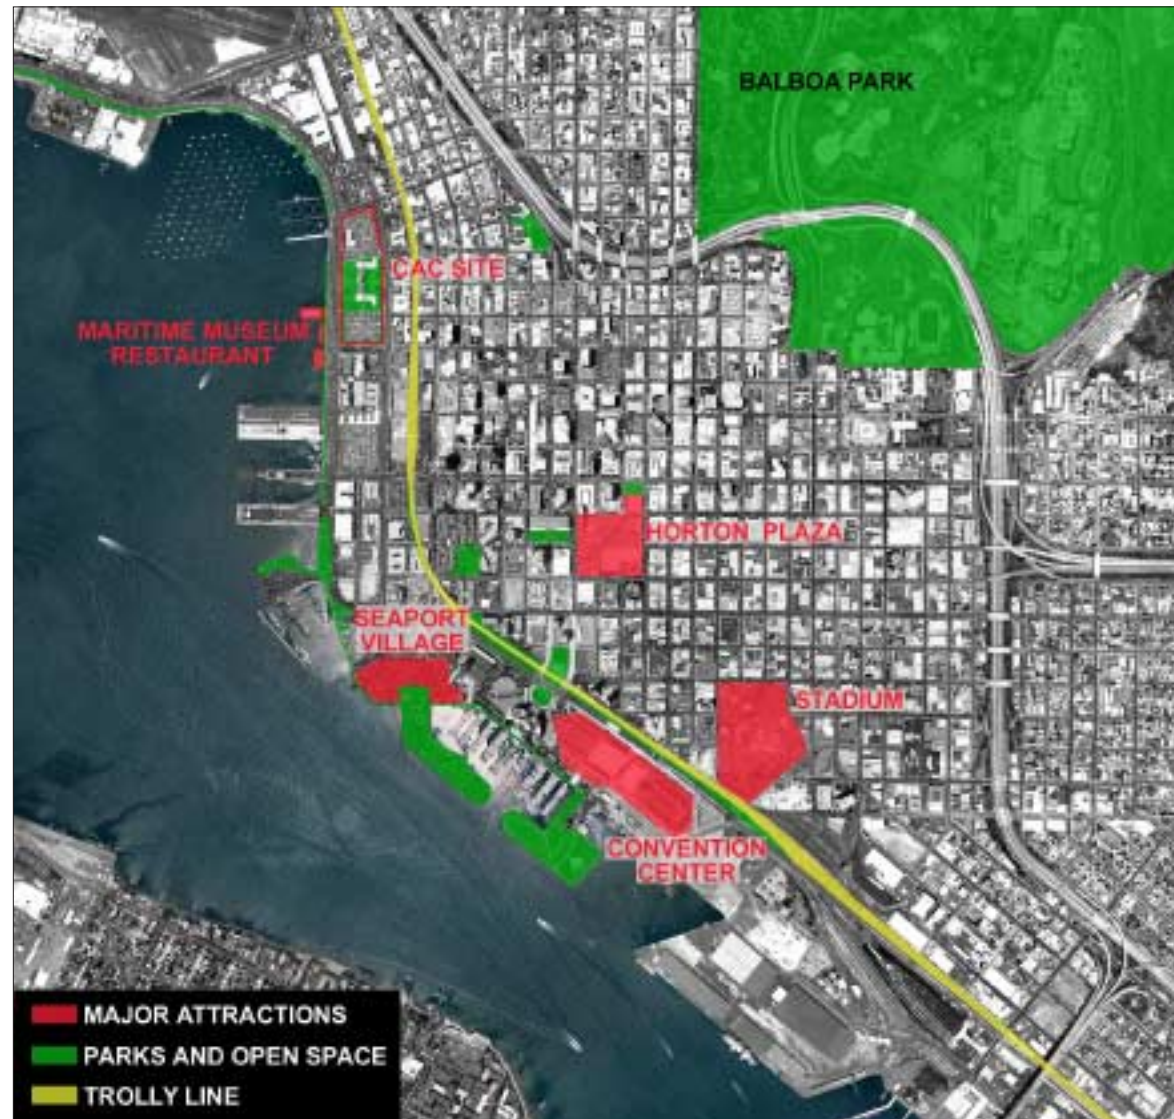 BALBOA PARK
CAC SITE
MARITIME MUSEUM
RESTAURANT
HORTON PLAZA
SEAPORT
VILLAGE
STADIUM
CONVENTION
CENTER
MAJOR ATTRACTIONS
PARKS AND OPEN SPACE
TROLLY LINE